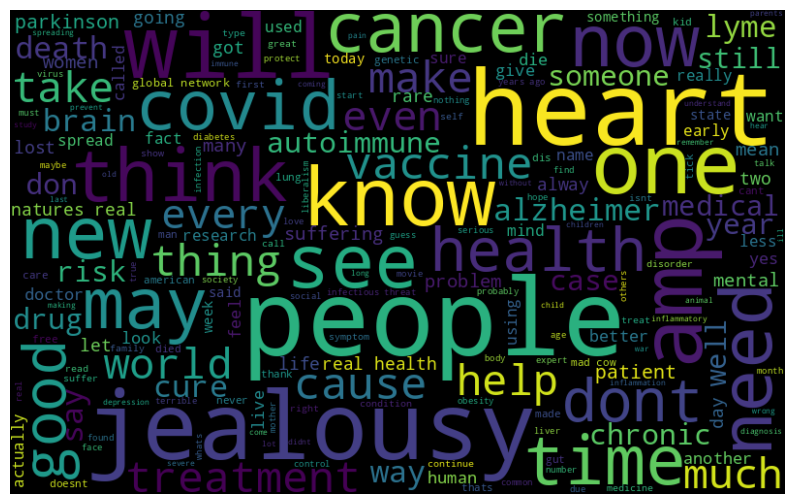 parkinson going used will cancer now lyme
death women called got type great today genetic something kid parents
spreading immune protect pain die give really still
virus global network sure rare someone
take covid first coming make heart
brain must spread fact start years ago nothing state want understand
study prevent diabetes even self early hear
lost maybe many autoimmune dis name mean remember
don show think infection lung liberalism vaccine find alway one two talk
old without tick cant isnt
natures real last know alzheimer medical
new every love suffering hope mind year
man research call guess serious children less yes
care true thing see health amp disorder
risk american society long movie problem case mental
doctor said week feel social infectious threat probably using child others animal
drug may look symptom people age better treat inflammatory
making let family died body expert mad cow war month
free read world life real health help patient day well need
good suffer cure never thank cause inflammation wrong
real depression terrible mother right condition obesity made dont diagnosis
say found live jealousy liver chronic
actually face come lot didnt gut another
whats way continue number time common
doesnt severe treatment control human thats due medicine much